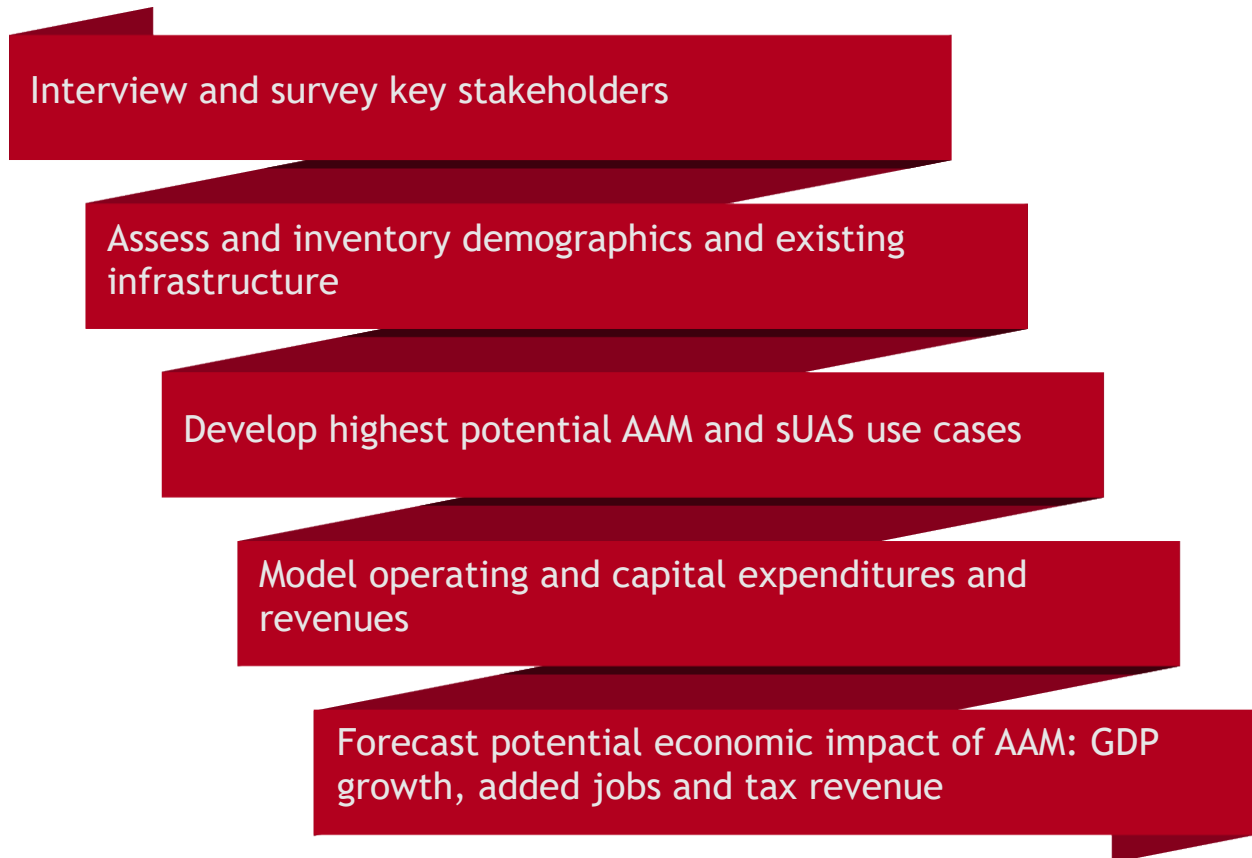 Interview and survey key stakeholders
Assess and inventory demographics and existing
infrastructure
Develop highest potential AAM and sUAS use cases
Model operating and capital expenditures and
revenues
Forecast potential economic impact of AAM: GDP
growth, added jobs and tax revenue